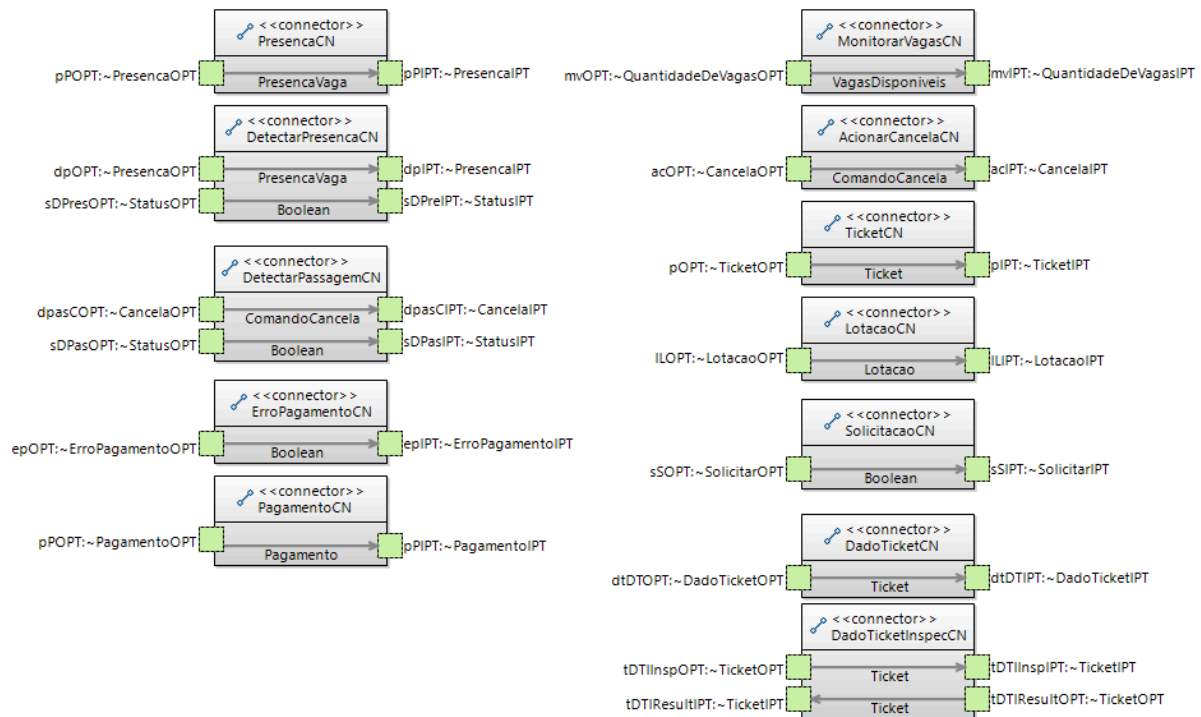 <<connector>>
PresencaCN
pPOPT:~PresencaOPT
pPIPT:~PresencaIPT
PresencaVaga
<<connector>>
DetectarPresencaCN
dpOPT:~PresencaOPT
dpIPT:~PresencaIPT
PresencaVaga
sDPresOPT:~StatusOPT
sDPreIPT:~StatusIPT
Boolean
<<connector>>
DetectarPassagemCN
dpasCOPT:~CancelaOPT
dpasCIPT:~CancelaIPT
ComandoCancela
sDPasOPT:~StatusOPT
sDPasIPT:~StatusIPT
Boolean
<<connector>>
ErroPagamentoCN
epOPT:~ErroPagamentoOPT
epIPT:~ErroPagamentoIPT
Boolean
<<connector>>
PagamentoCN
pPOPT:~PagamentoOPT
pPIPT:~PagamentoIPT
Pagamento
<<connector>>
MonitorarVagasCN
mvOPT:~QuantidadeDeVagasOPT
mvIPT:~QuantidadeDeVagasIPT
VagasDisponiveis
<<connector>>
AcionarCancelaCN
acOPT:~CancelaOPT
acIPT:~CancelaIPT
ComandoCancela
<<connector>>
TicketCN
pOPT:~TicketOPT
pIPT:~TicketIPT
Ticket
<<connector>>
LotacaoCN
lLOPT:~LotacaoOPT
lLIPT:~LotacaoIPT
Lotacao
<<connector>>
SolicitacaoCN
sSOPT:~SolicitarOPT
sSIPT:~SolicitarIPT
Boolean
<<connector>>
DadoTicketCN
dtDTOPT:~DadoTicketOPT
dtDTIPT:~DadoTicketIPT
Ticket
<<connector>>
DadoTicketInspecCN
tDTIInspOPT:~TicketOPT
tDTIInspIPT:~TicketIPT
Ticket
tDTIResultIPT:~TicketIPT
tDTIResultOPT:~TicketOPT
Ticket